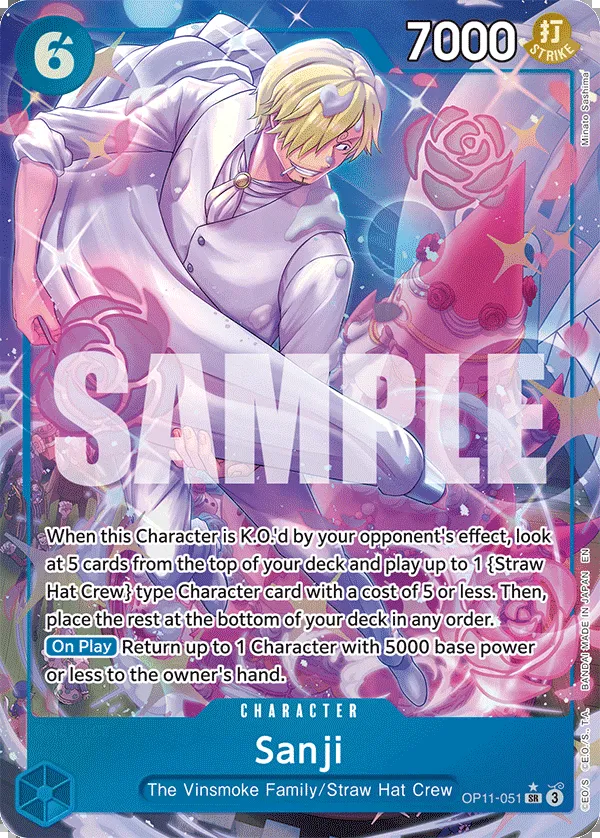 6
7000
打
STRIKE
Minato Sashima
SAMPLE
When this Character is K.O.'d by your opponent's effect, look
at 5 cards from the top of your deck and play up to 1 {Straw
Hat Crew} type Character card with a cost of 5 or less. Then,
place the rest at the bottom of your deck in any order.
On Play Return up to 1 Character with 5000 base power
or less to the owner's hand.
©E.O/S ©E.O./S., T.A. BANDAI MADE IN JAPAN EN
CHARACTER
Sanji
The Vinsmoke Family/Straw Hat Crew
OP11-051 SR 3